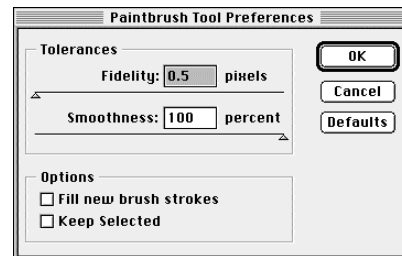 Paintbrush Tool Preferences
Tolerances
Fidelity: 0.5 pixels
Smoothness: 100 percent
OK
Cancel
Defaults
Options
Fill new brush strokes
Keep Selected